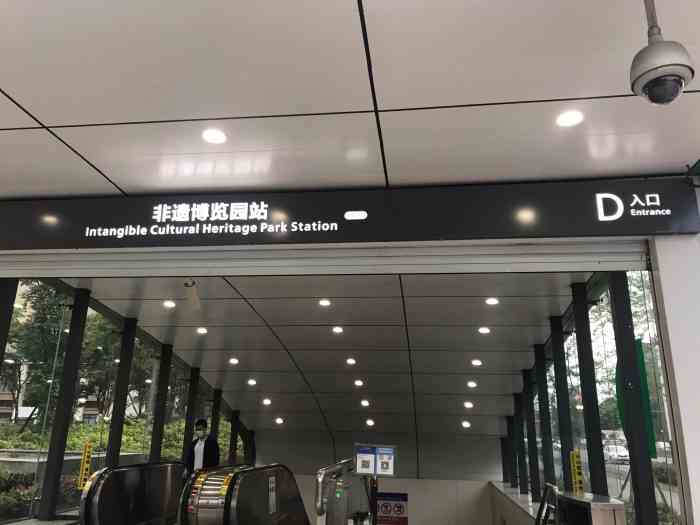 非遗博览园站
Intangible Cultural Heritage Park Station
D 入口
Entrance